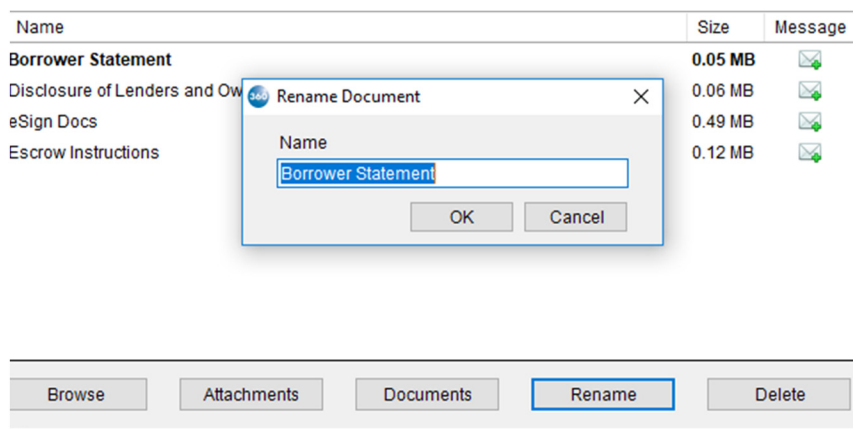 Name Size Message
Borrower Statement 0.05 MB
Disclosure of Lenders and Ow 0.06 MB
360 Rename Document
eSign Docs 0.49 MB
Name
Escrow Instructions 0.12 MB
Borrower Statement
OK Cancel
Browse Attachments Documents Rename Delete